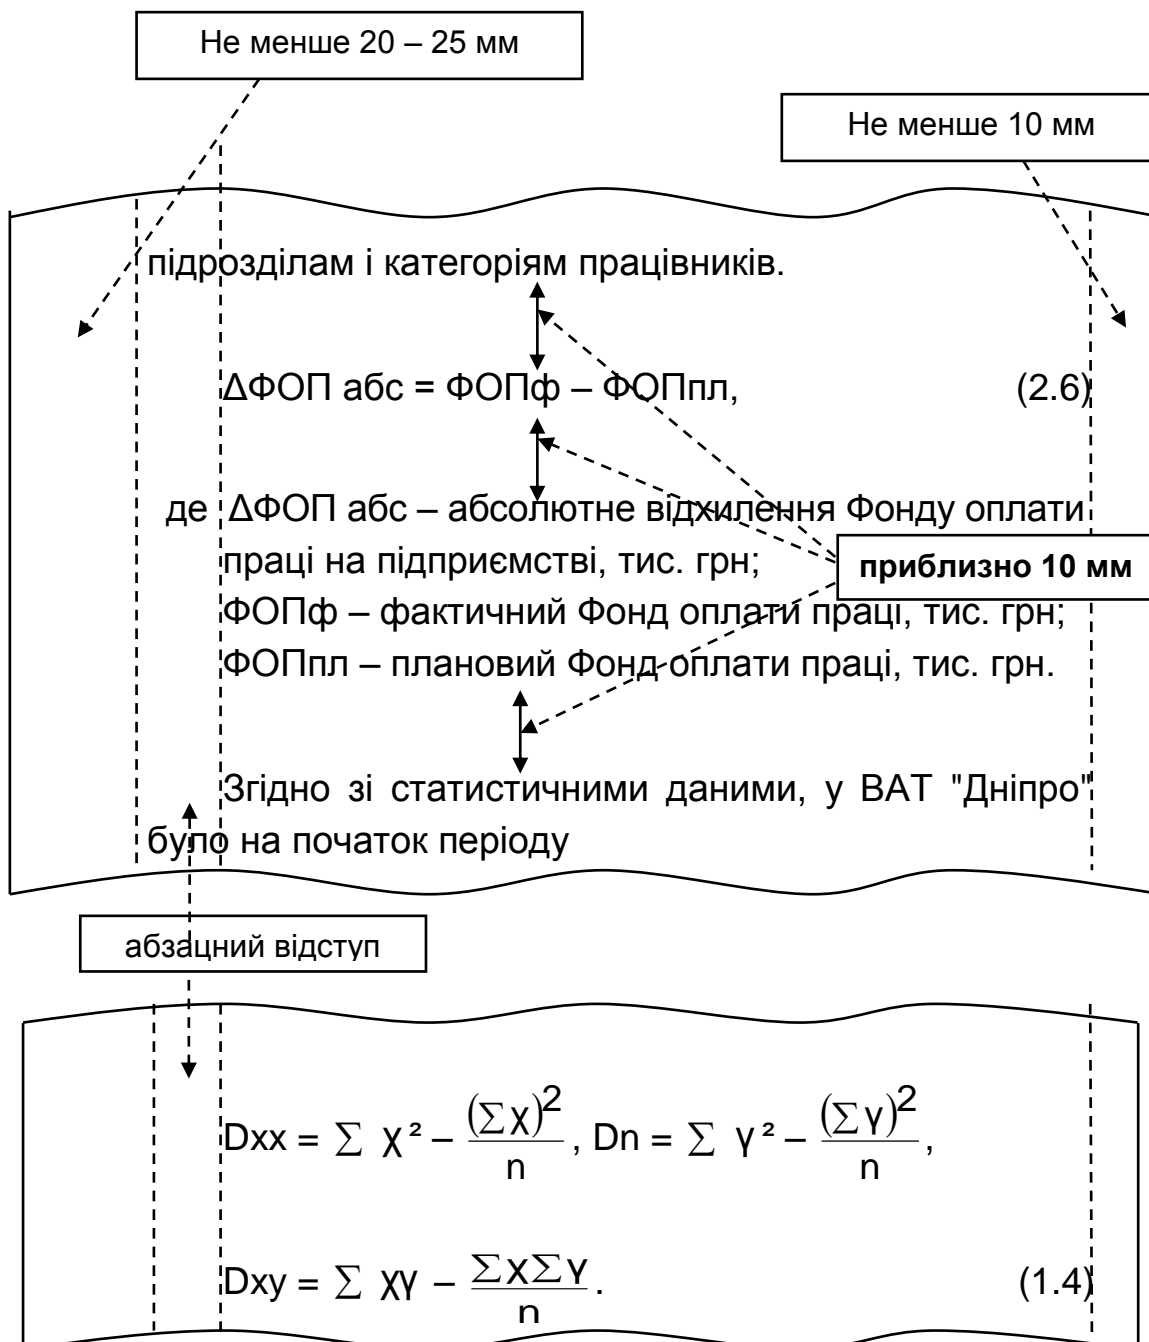 Не менше 20 – 25 мм
Не менше 10 мм
підрозділам і категоріям працівників.
ΔФОП абс = ФОПф – ФОПпл, (2.6)
де ΔФОП абс – абсолютне відхилення Фонду оплати
праці на підприємстві, тис. грн;
приблизно 10 мм
ФОПф – фактичний Фонд оплати праці, тис. грн;
ФОПпл – плановий Фонд оплати праці, тис. грн.
Згідно зі статистичними даними, у ВАТ "Дніпро"
було на початок періоду
абзацний відступ
Dxx = ∑ χ² – (∑χ)²/n, Dn = ∑ γ² – (∑γ)²/n,
Dxy = ∑ χγ – ∑x∑γ/n. (1.4)